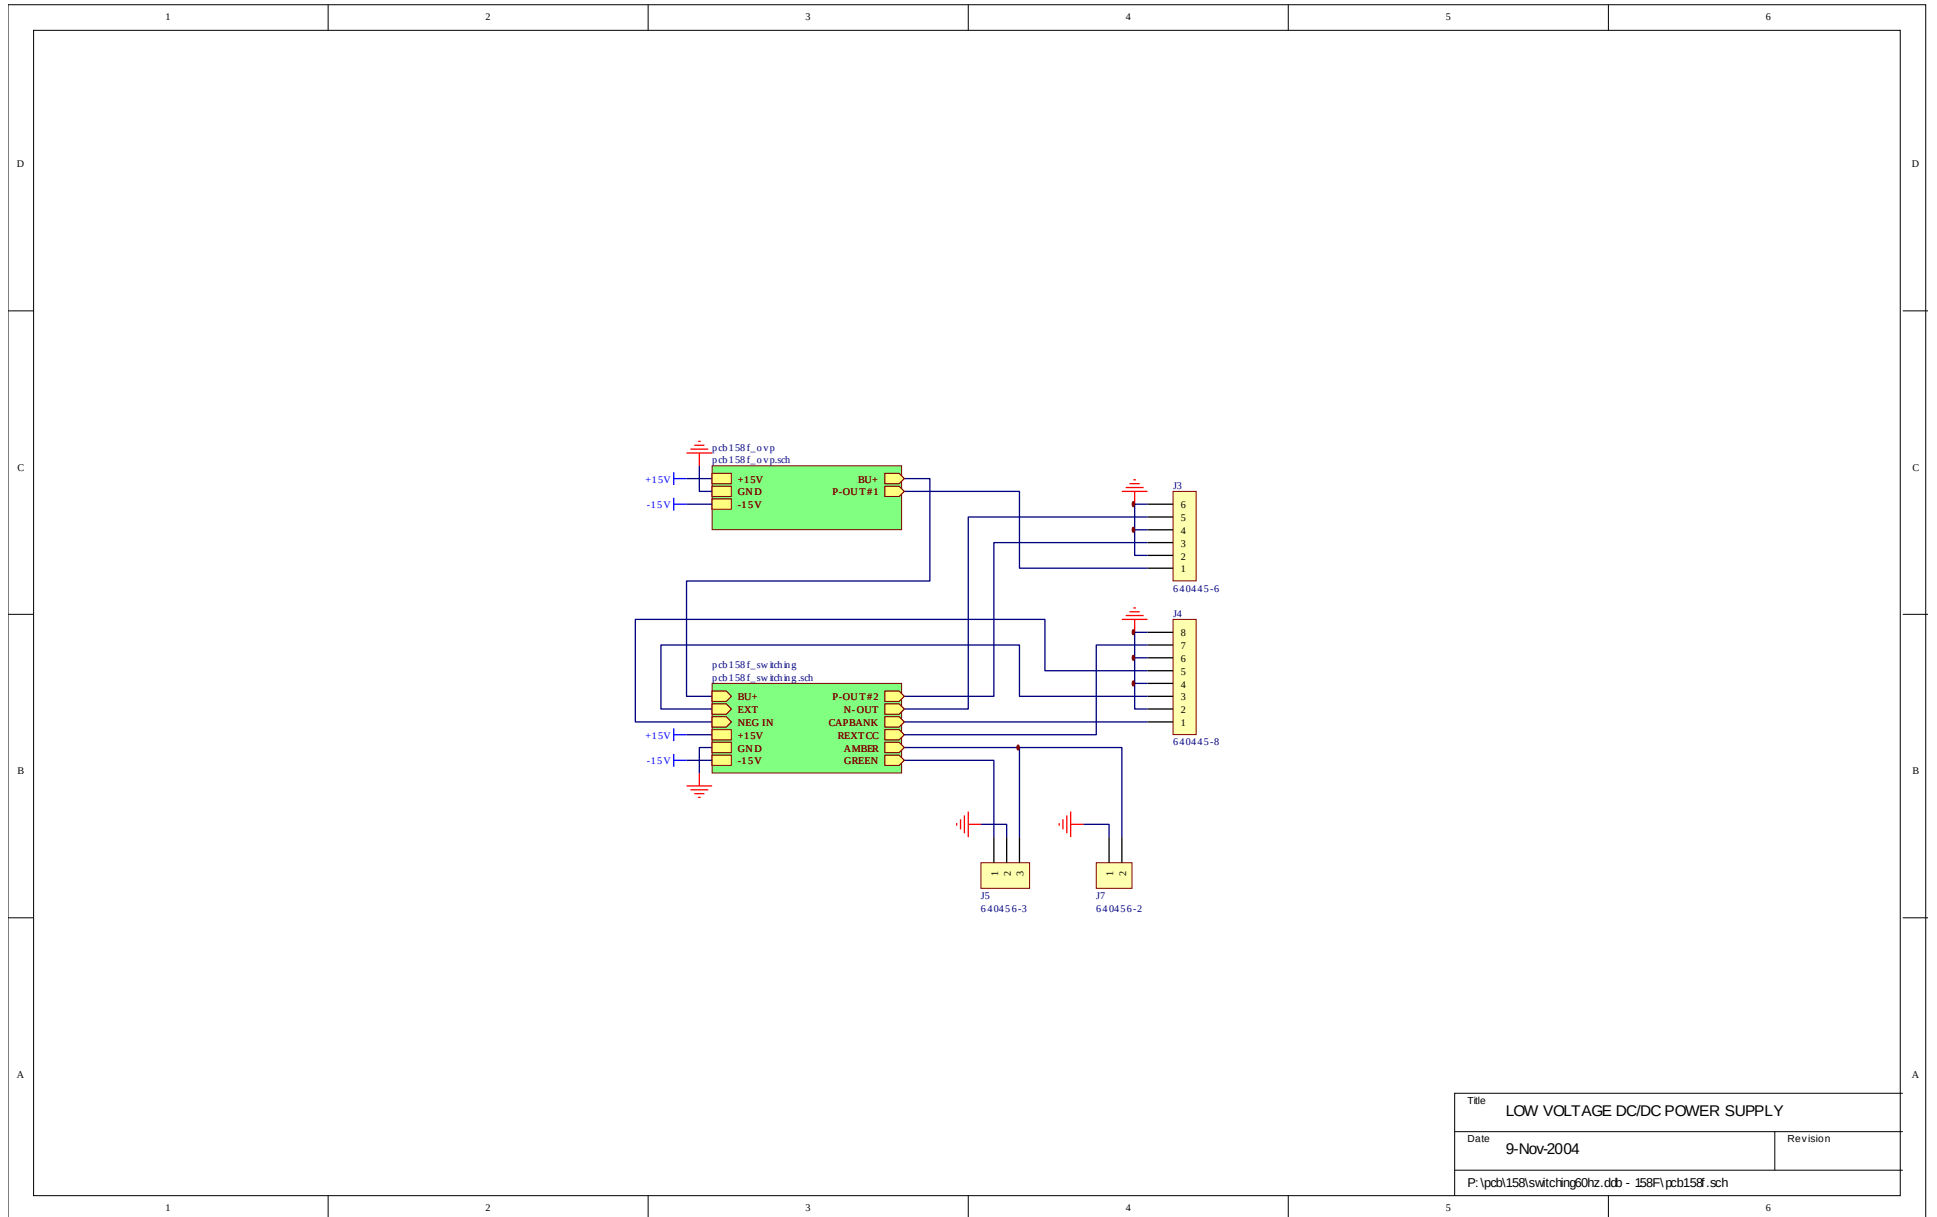 1 2 3 4 5 6
D D
C C
B B
A A
pcb158f_ovp
pcb158f_ovp.sch
+15V +15V BU+
GND P-OUT#1
-15V -15V
J3
6
5
4
3
2
1
640445-6
J4
8
7
6
5
4
3
2
1
640445-8
pcb158f_switching
pcb158f_switching.sch
BU+ P-OUT#2
EXT N-OUT
NEG IN CAPBANK
+15V +15V REXTCC
GND AMBER
-15V -15V GREEN
1 2 3
J5
640456-3
1 2
J7
640456-2
Title
LOW VOLTAGE DC/DC POWER SUPPLY
Date
9-Nov-2004
Revision
P:\pcb\158\switching60hz.ddb - 158F\pcb158f.sch
1 2 3 4 5 6